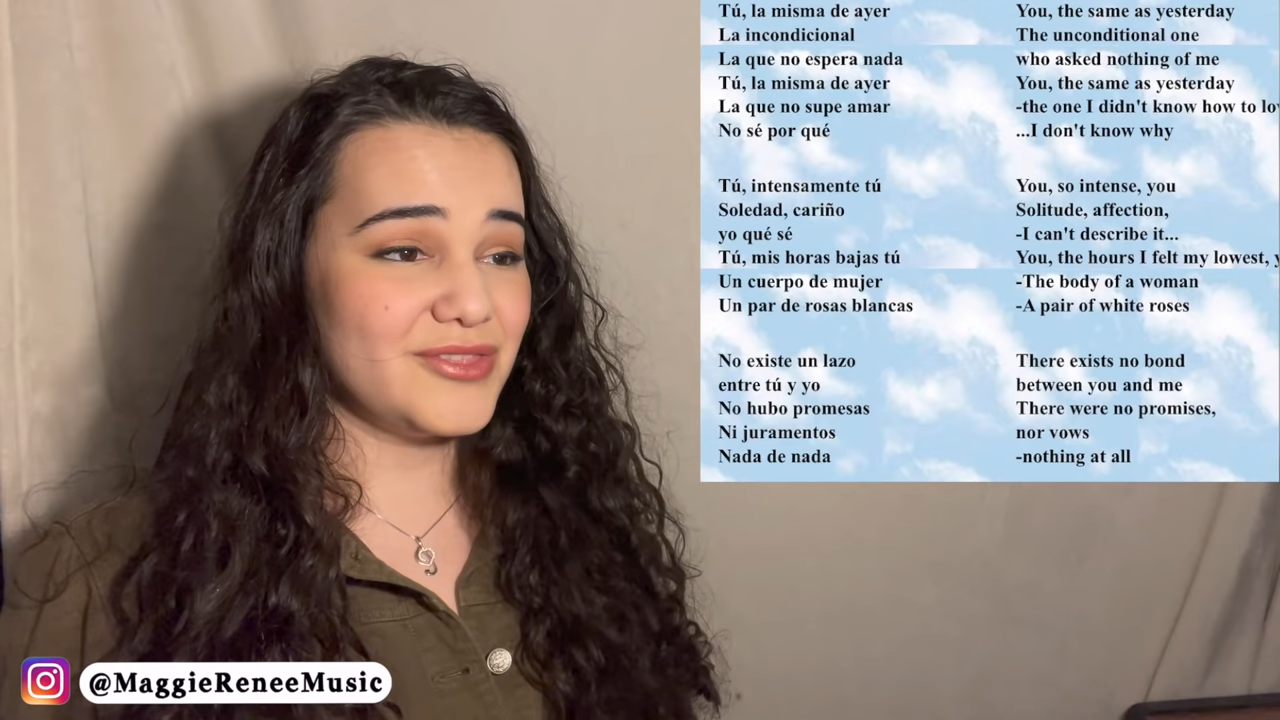 Tú, la misma de ayer
La incondicional
La que no espera nada
Tú, la misma de ayer
La que no supe amar
No sé por qué
Tú, intensamente tú
Soledad, cariño
yo qué sé
Tú, mis horas bajas tú
Un cuerpo de mujer
Un par de rosas blancas
No existe un lazo
entre tú y yo
No hubo promesas
Ni juramentos
Nada de nada
You, the same as yesterday
The unconditional one
who asked nothing of me
You, the same as yesterday
-the one I didn't know how to
...I don't know why
You, so intense, you
Solitude, affection,
-I can't describe it...
You, the hours I felt my lowest,
-The body of a woman
-A pair of white roses
There exists no bond
between you and me
There were no promises,
nor vows
-nothing at all
@MaggieReneeMusic